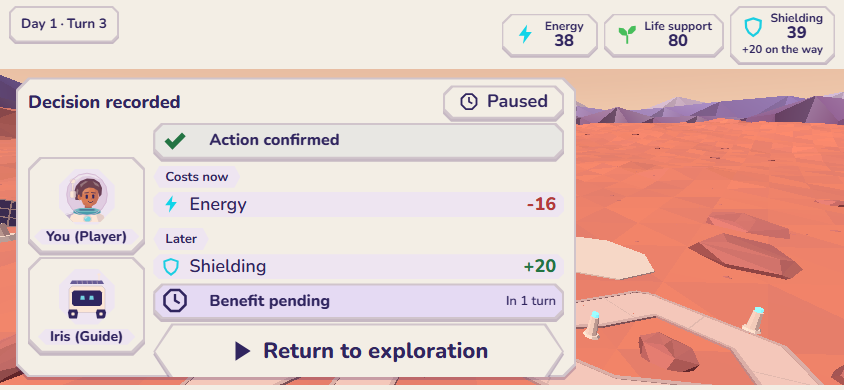 Day 1 · Turn 3
Energy
38
Life support
80
Shielding
39
+20 on the way
Decision recorded
Paused
Action confirmed
Costs now
Energy
-16
Later
Shielding
+20
Benefit pending
In 1 turn
You (Player)
Iris (Guide)
Return to exploration